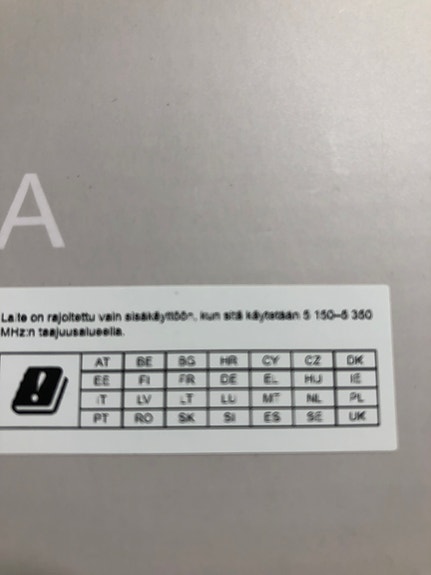 A
Laite on rajoitettu vain sisäkäyttöön, kun sitä käytetään 5 150–5 350
MHz:n taajuusalueella.
AT BE BG HR CY CZ DK
EE FI FR DE EL HU IE
IT LV LT LU MT NL PL
PT RO SK SI ES SE UK